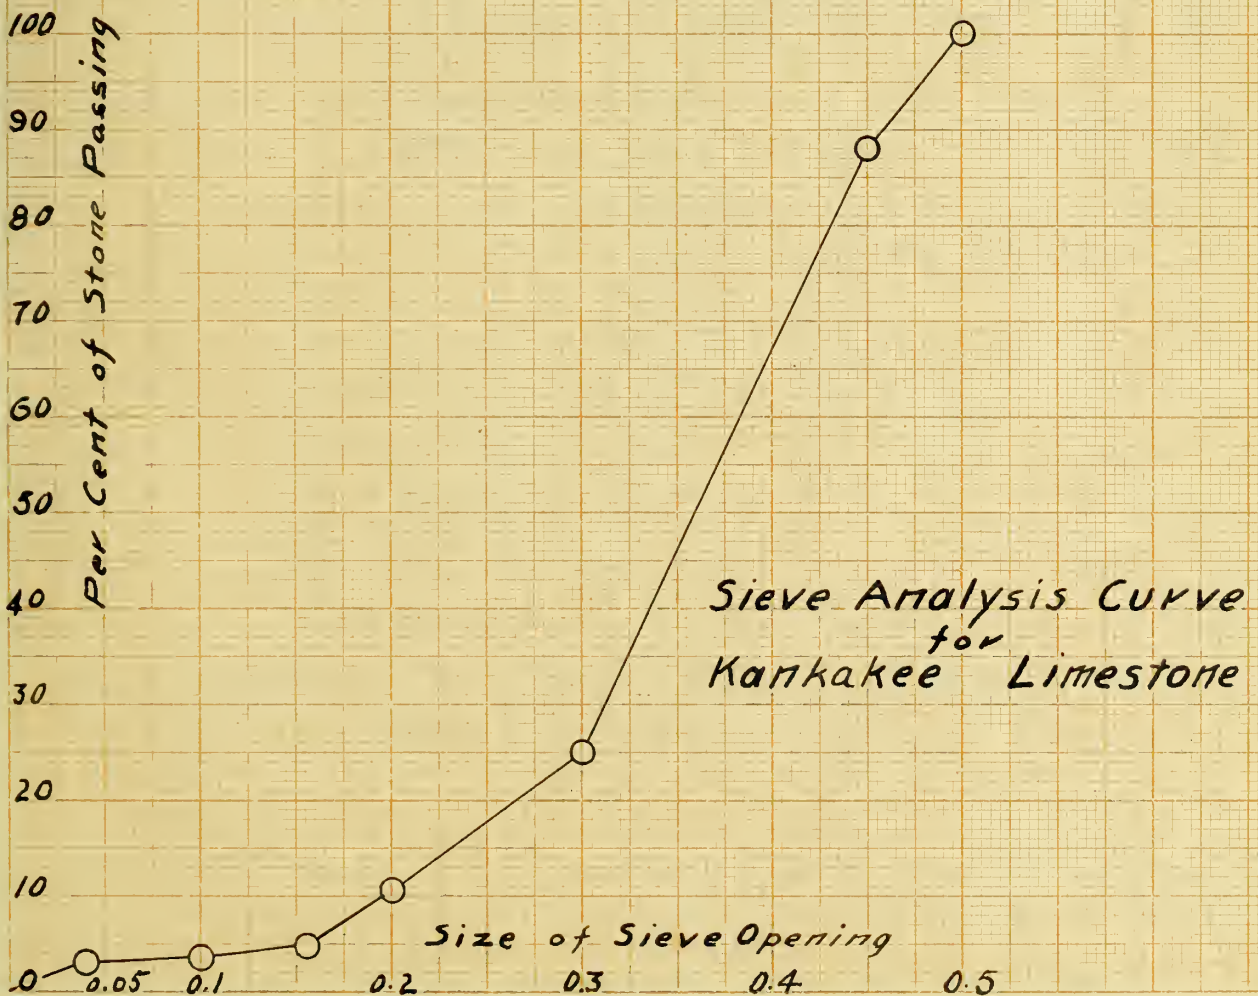 100
90
80
70
60
50
40
30
20
10
0
Per Cent of Stone Passing
Sieve Analysis Curve
for
Kankakee Limestone
Size of Sieve Opening
0.05 0.1 0.2 0.3 0.4 0.5